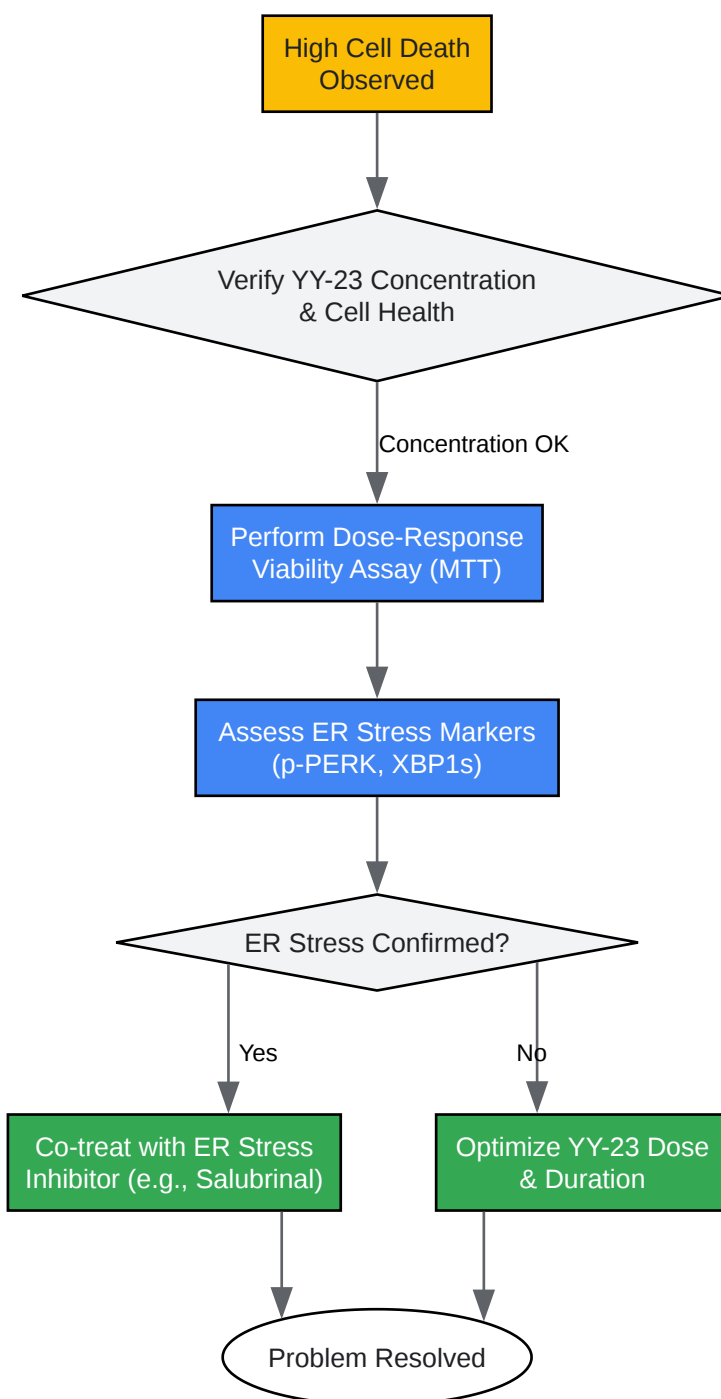 High Cell Death
Observed
Verify YY-23 Concentration
& Cell Health
Concentration OK
Perform Dose-Response
Viability Assay (MTT)
Assess ER Stress Markers
(p-PERK, XBP1s)
ER Stress Confirmed?
Yes
No
Co-treat with ER Stress
Inhibitor (e.g., Salubrinal)
Optimize YY-23 Dose
& Duration
Problem Resolved